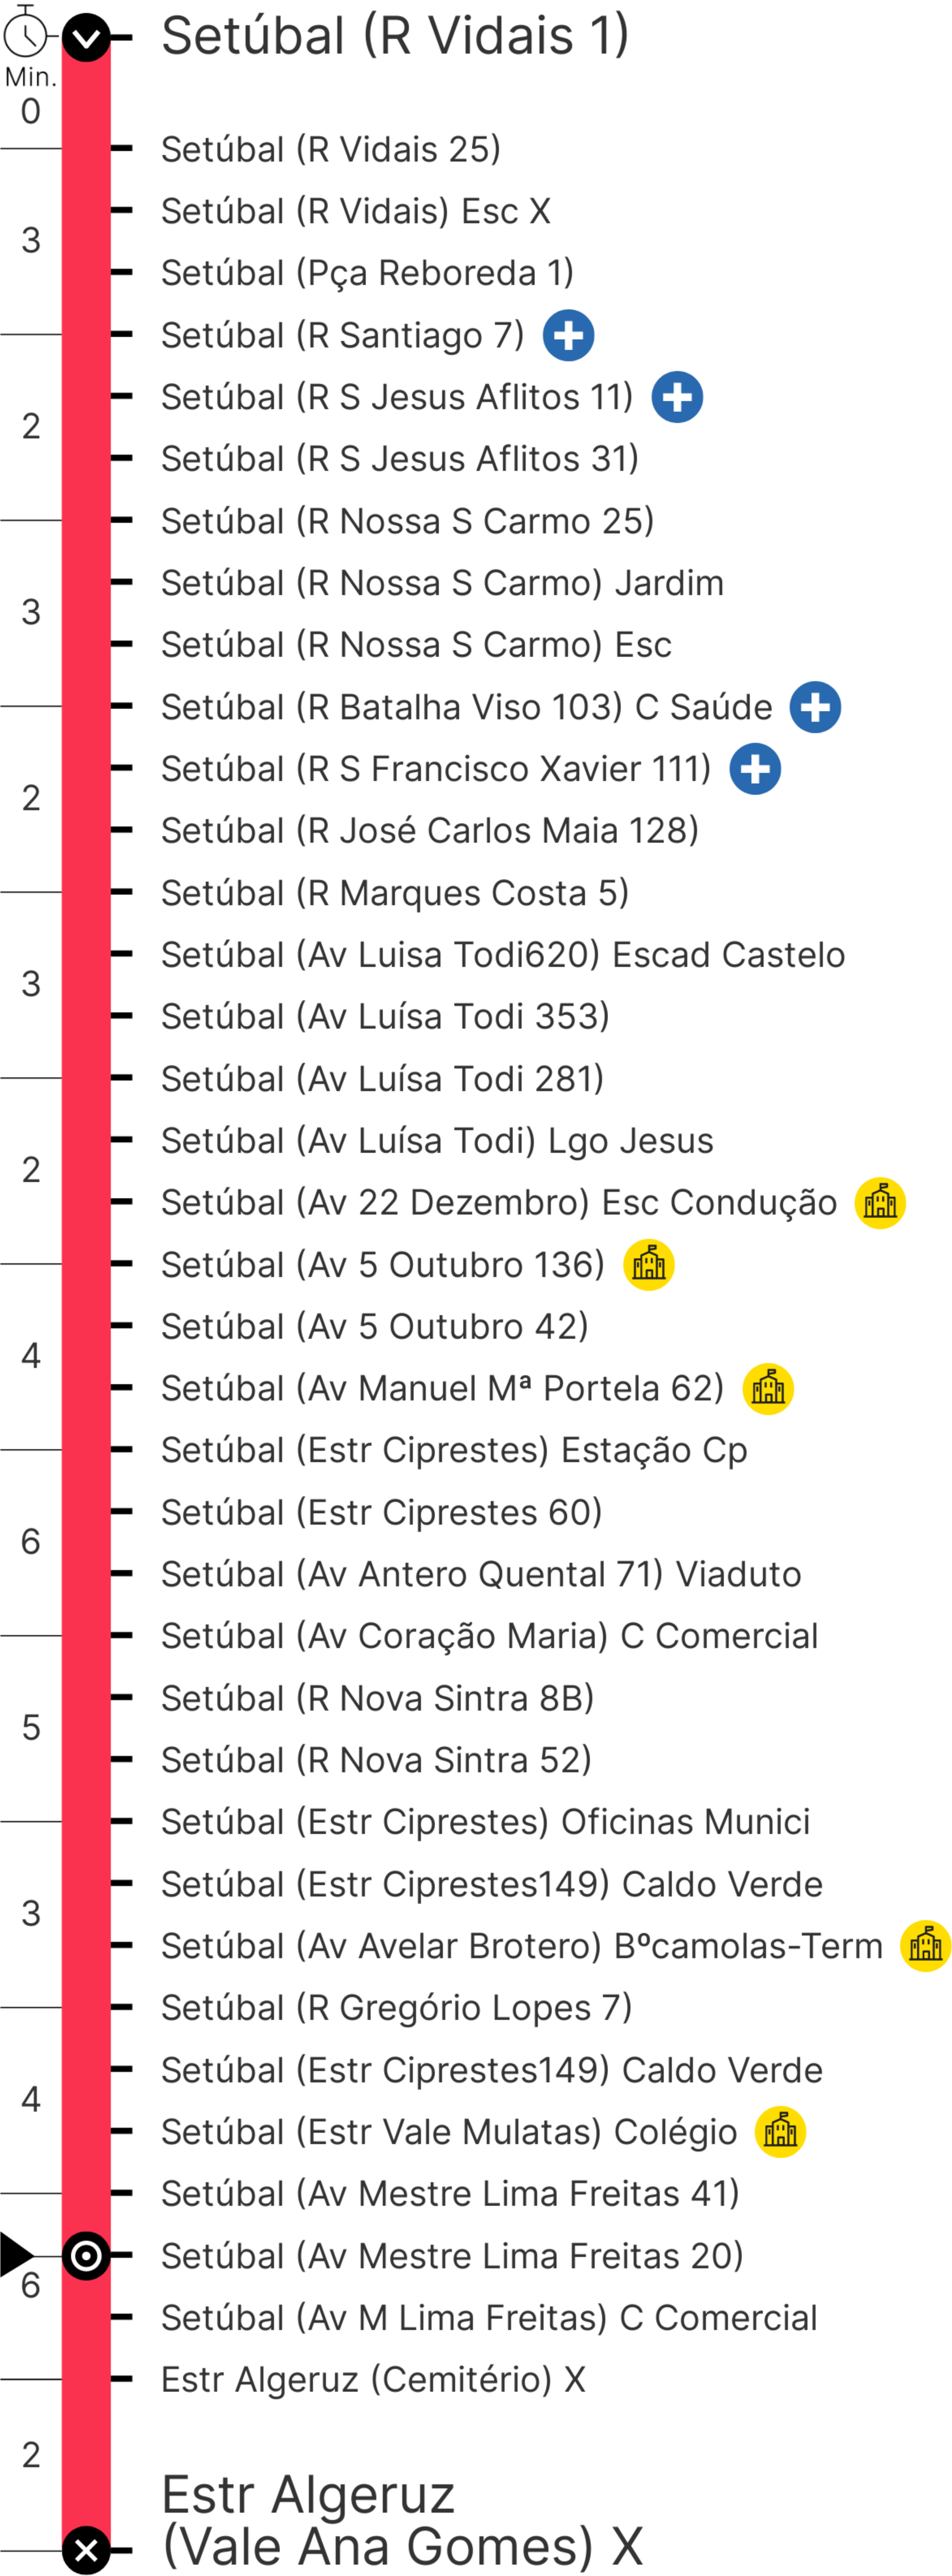 Setúbal (R Vidais 1)
Min.
0
Setúbal (R Vidais 25)
Setúbal (R Vidais) Esc X
3
Setúbal (Pça Reboreda 1)
Setúbal (R Santiago 7)
Setúbal (R S Jesus Aflitos 11)
2
Setúbal (R S Jesus Aflitos 31)
Setúbal (R Nossa S Carmo 25)
Setúbal (R Nossa S Carmo) Jardim
3
Setúbal (R Nossa S Carmo) Esc
Setúbal (R Batalha Viso 103) C Saúde
Setúbal (R S Francisco Xavier 111)
2
Setúbal (R José Carlos Maia 128)
Setúbal (R Marques Costa 5)
Setúbal (Av Luisa Todi620) Escad Castelo
3
Setúbal (Av Luísa Todi 353)
Setúbal (Av Luísa Todi 281)
Setúbal (Av Luísa Todi) Lgo Jesus
2
Setúbal (Av 22 Dezembro) Esc Condução
Setúbal (Av 5 Outubro 136)
Setúbal (Av 5 Outubro 42)
4
Setúbal (Av Manuel Mª Portela 62)
Setúbal (Estr Ciprestes) Estação Cp
Setúbal (Estr Ciprestes 60)
6
Setúbal (Av Antero Quental 71) Viaduto
Setúbal (Av Coração Maria) C Comercial
Setúbal (R Nova Sintra 8B)
5
Setúbal (R Nova Sintra 52)
Setúbal (Estr Ciprestes) Oficinas Munici
Setúbal (Estr Ciprestes149) Caldo Verde
3
Setúbal (Av Avelar Brotero) Bºcamolas-Term
Setúbal (R Gregório Lopes 7)
Setúbal (Estr Ciprestes149) Caldo Verde
4
Setúbal (Estr Vale Mulatas) Colégio
Setúbal (Av Mestre Lima Freitas 41)
Setúbal (Av Mestre Lima Freitas 20)
6
Setúbal (Av M Lima Freitas) C Comercial
Estr Algeruz (Cemitério) X
2
Estr Algeruz
(Vale Ana Gomes) X